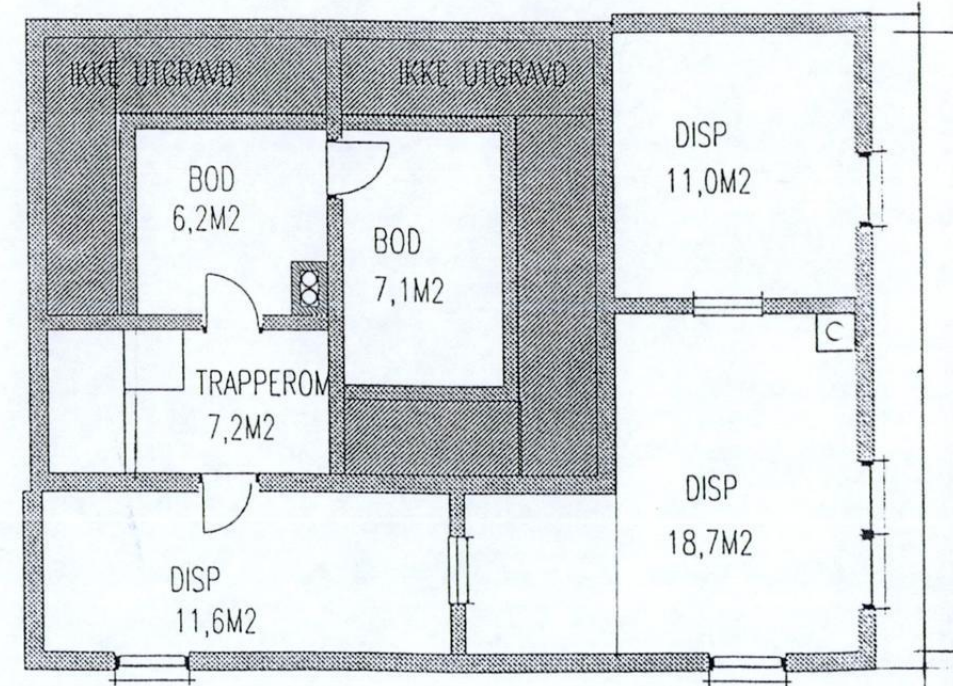 IKKE UTGRAVD
IKKE UTGRAVD
DISP
11,0M2
BOD
6,2M2
BOD
7,1M2
C
TRAPPEROM
7,2M2
DISP
18,7M2
DISP
11,6M2